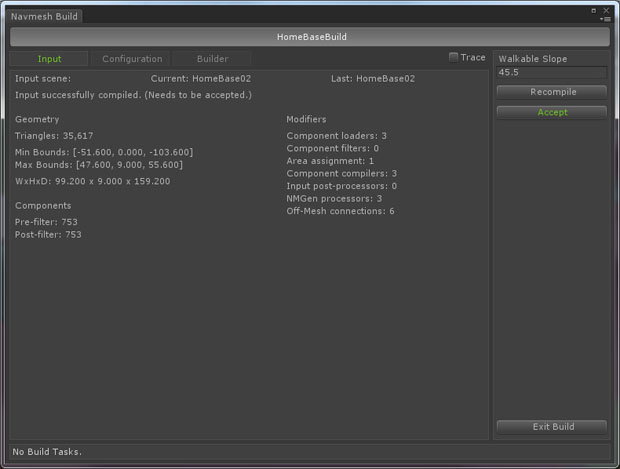 Navmesh Build
HomeBaseBuild
Input Configuration Builder Trace
Input scene: Current: HomeBase02 Last: HomeBase02
Input successfully compiled. (Needs to be accepted.)
Geometry
Triangles: 35,617
Min Bounds: [-51.600, 0.000, -103.600]
Max Bounds: [47.600, 9.000, 55.600]
WxHxD: 99.200 x 9.000 x 159.200
Components
Pre-filter: 753
Post-filter: 753
Modifiers
Component loaders: 3
Component filters: 0
Area assignment: 1
Component compilers: 3
Input post-processors: 0
NMGen processors: 3
Off-Mesh connections: 6
Walkable Slope
45.5
Recompile
Accept
Exit Build
No Build Tasks.